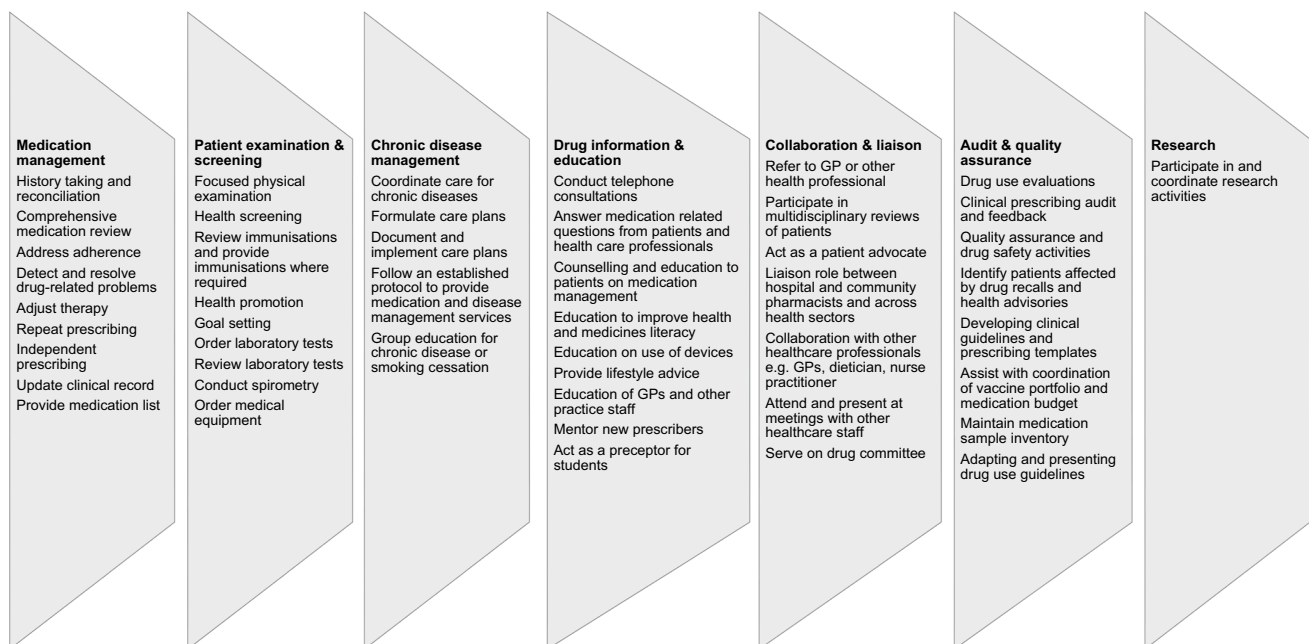 Medication
management
History taking and
reconciliation
Comprehensive
medication review
Address adherence
Detect and resolve
drug-related problems
Adjust therapy
Repeat prescribing
Independent
prescribing
Update clinical record
Provide medication list
Patient examination &
screening
Focused physical
examination
Health screening
Review immunisations
and provide
immunisations where
required
Health promotion
Goal setting
Order laboratory tests
Review laboratory tests
Conduct spirometry
Order medical
equipment
Chronic disease
management
Coordinate care for
chronic diseases
Formulate care plans
Document and
implement care plans
Follow an established
protocol to provide
medication and disease
management services
Group education for
chronic disease or
smoking cessation
Drug information &
education
Conduct telephone
consultations
Answer medication related
questions from patients and
health care professionals
Counselling and education to
patients on medication
management
Education to improve health
and medicines literacy
Education on use of devices
Provide lifestyle advice
Education of GPs and other
practice staff
Mentor new prescribers
Act as a preceptor for
students
Collaboration & liaison
Refer to GP or other
health professional
Participate in
multidisciplinary reviews
of patients
Act as a patient advocate
Liaison role between
hospital and community
pharmacists and across
health sectors
Collaboration with other
healthcare professionals
e.g. GPs, dietician, nurse
practitioner
Attend and present at
meetings with other
healthcare staff
Serve on drug committee
Audit & quality
assurance
Drug use evaluations
Clinical prescribing audit
and feedback
Quality assurance and
drug safety activities
Identify patients affected
by drug recalls and
health advisories
Developing clinical
guidelines and
prescribing templates
Assist with coordination
of vaccine portfolio and
medication budget
Maintain medication
sample inventory
Adapting and presenting
drug use guidelines
Research
Participate in and
coordinate research
activities